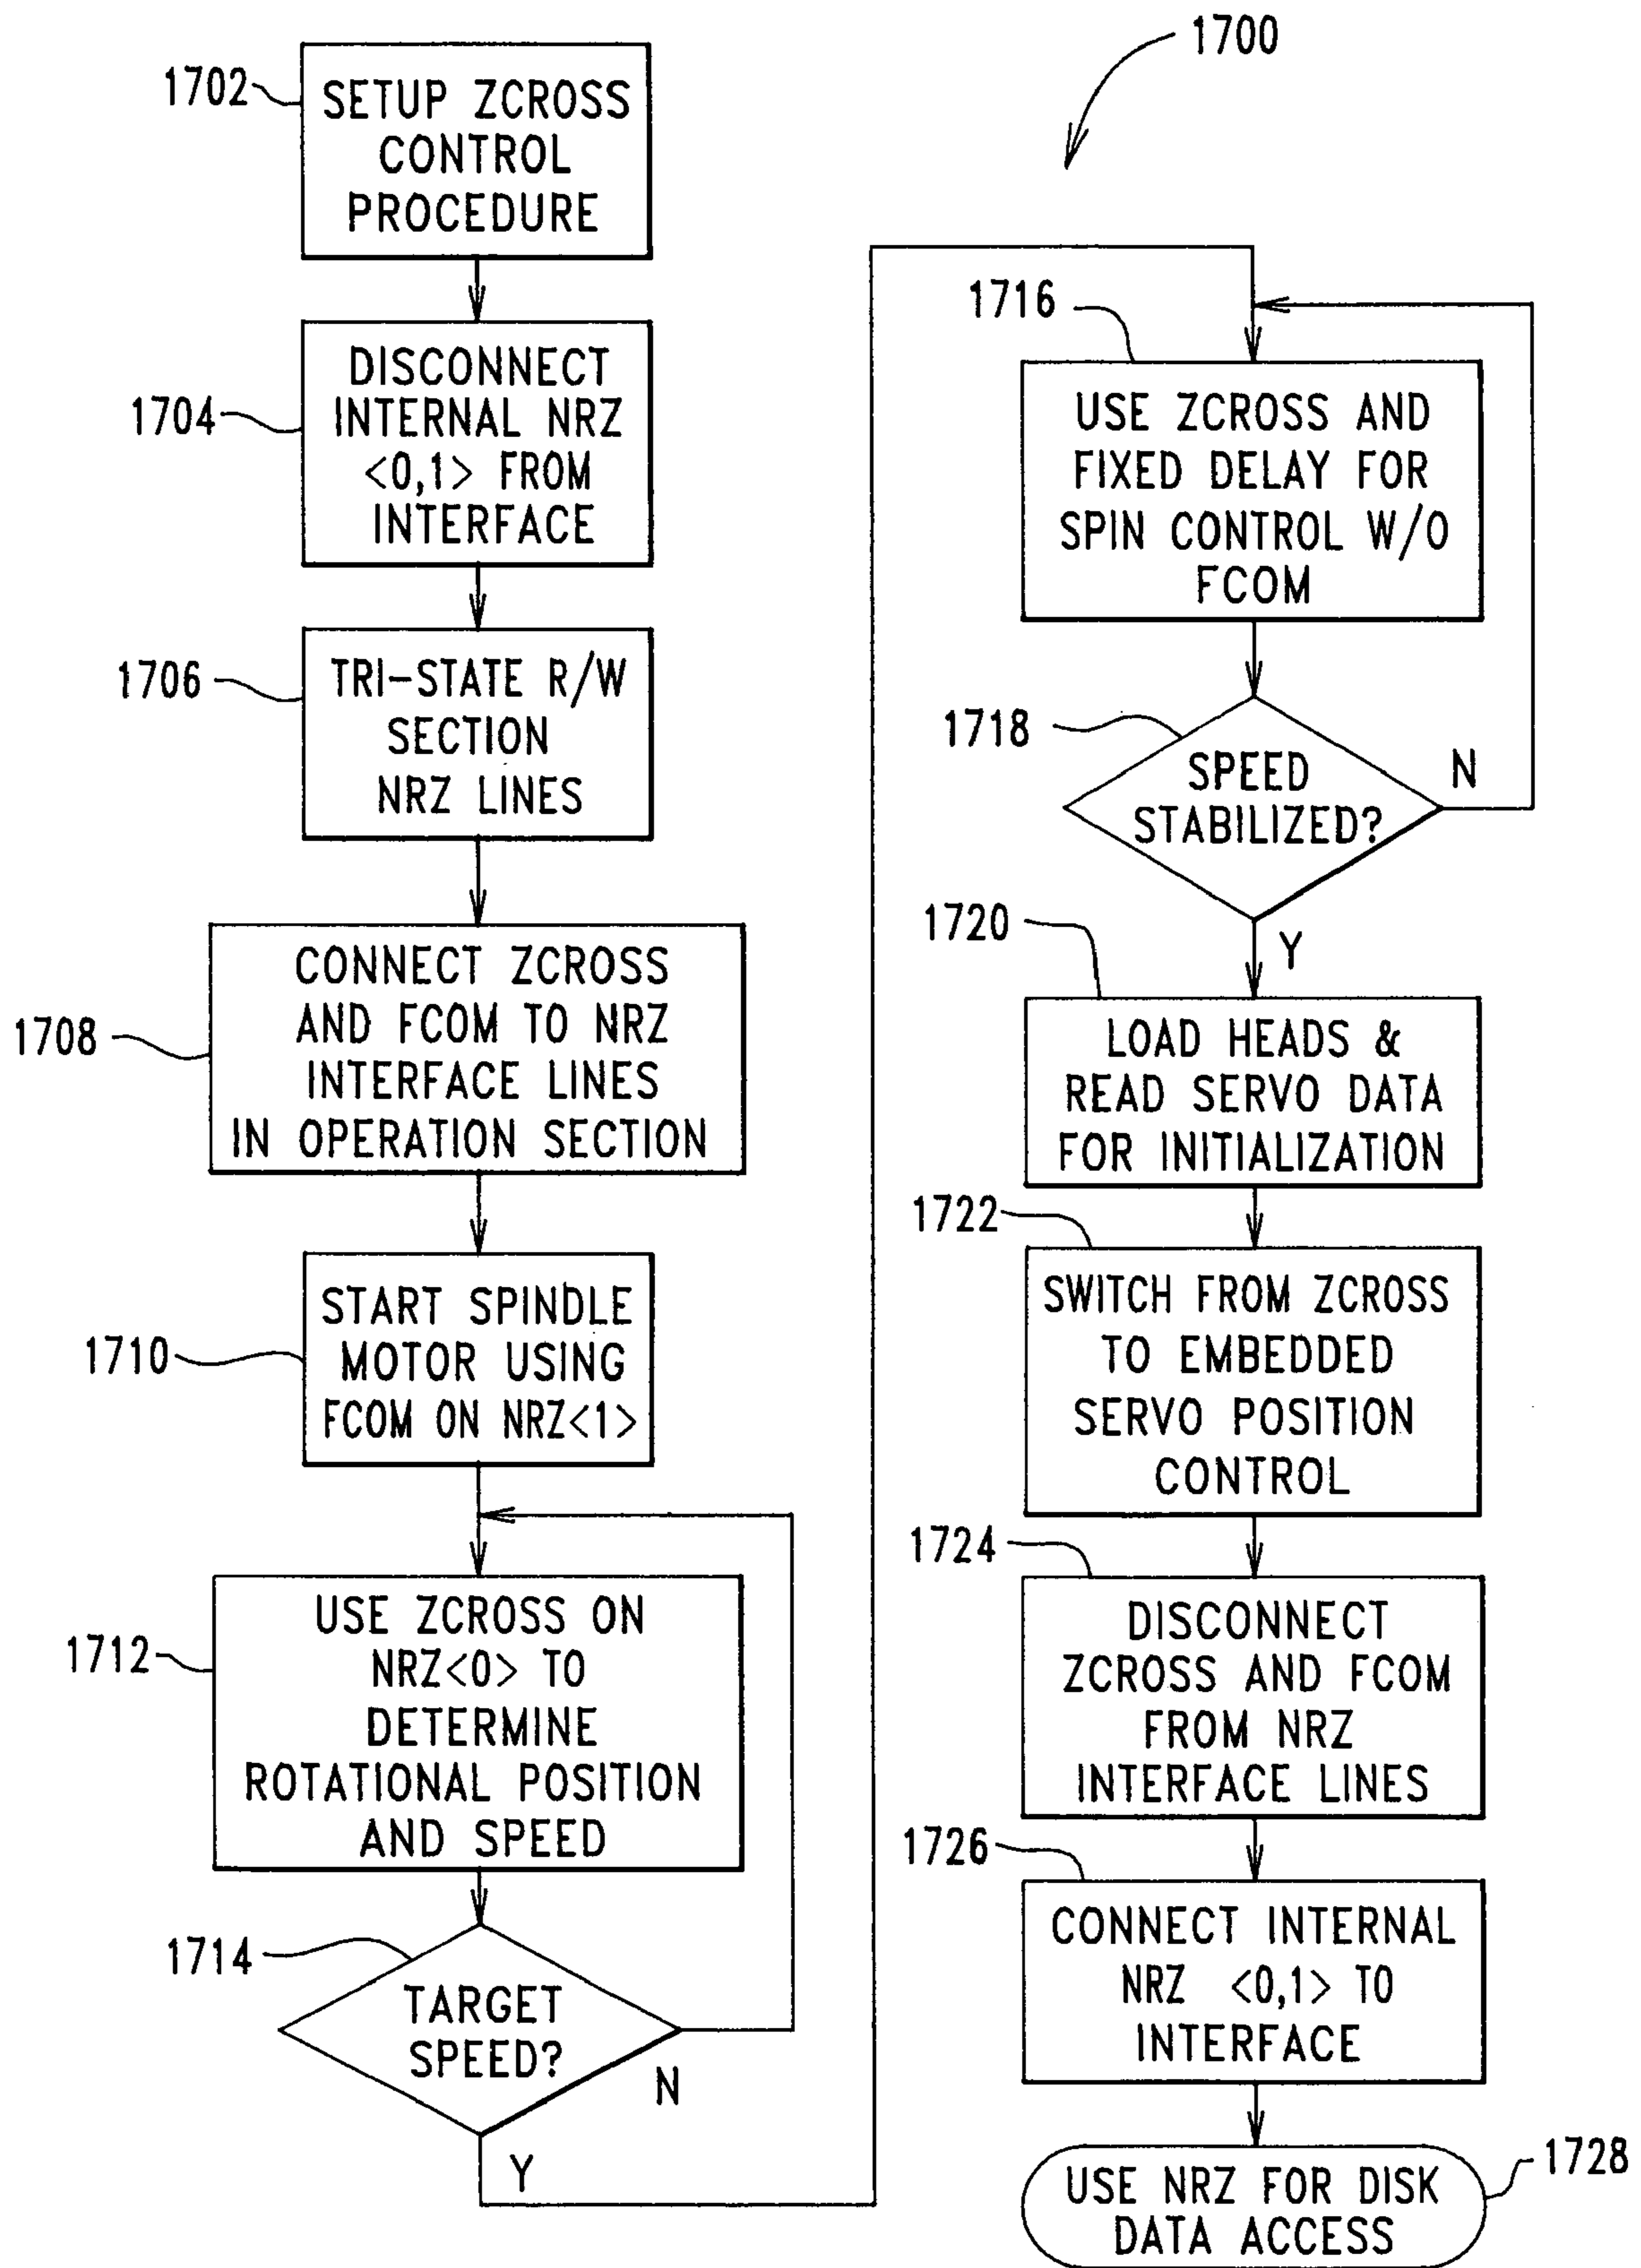 1700
1702
SETUP ZCROSS
CONTROL
PROCEDURE
1704
DISCONNECT
INTERNAL NRZ
<0,1> FROM
INTERFACE
1706
TRI-STATE R/W
SECTION
NRZ LINES
1708
CONNECT ZCROSS
AND FCOM TO NRZ
INTERFACE LINES
IN OPERATION SECTION
1710
START SPINDLE
MOTOR USING
FCOM ON NRZ<1>
1712
USE ZCROSS ON
NRZ<0> TO
DETERMINE
ROTATIONAL POSITION
AND SPEED
1714
TARGET
SPEED?
N
Y
1716
USE ZCROSS AND
FIXED DELAY FOR
SPIN CONTROL W/O
FCOM
1718
SPEED
STABILIZED?
N
Y
1720
LOAD HEADS &
READ SERVO DATA
FOR INITIALIZATION
1722
SWITCH FROM ZCROSS
TO EMBEDDED
SERVO POSITION
CONTROL
1724
DISCONNECT
ZCROSS AND FCOM
FROM NRZ
INTERFACE LINES
1726
CONNECT INTERNAL
NRZ <0,1> TO
INTERFACE
1728
USE NRZ FOR DISK
DATA ACCESS